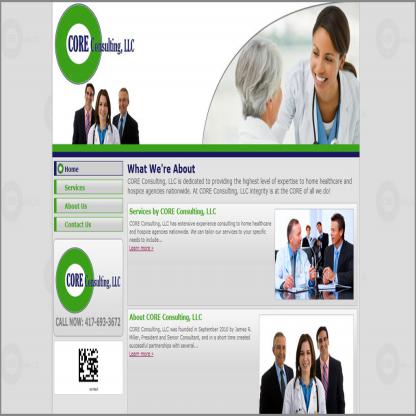 CORE Consulting, LLC
Home
Services
About Us
Contact Us
CORE Consulting, LLC
CALL NOW: 417-693-3672
What We're About
CORE Consulting, LLC is dedicated to providing the highest level of expertise to home healthcare and
hospice agencies nationwide. At CORE Consulting, LLC integrity is at the CORE of all we do!
Services by CORE Consulting, LLC
CORE Consulting, LLC has extensive experience consulting to home healthcare
and hospice agencies nationwide. We can tailor our services to your specific
needs to include...
Learn more >
About CORE Consulting, LLC
CORE Consulting, LLC was founded in September 2010 by James R.
Miller, President and Senior Consultant, and in a short time created
successful partnerships with several...
Learn more >